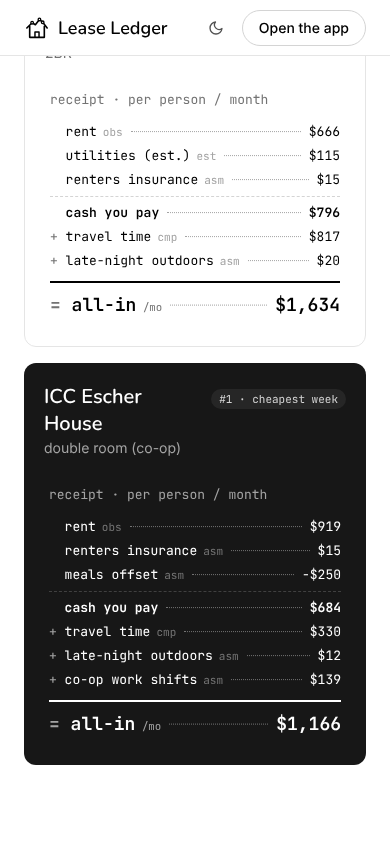 Lease Ledger
Open the app
2BR
receipt · per person / month
rent obs $666
utilities (est.) est $115
renters insurance asm $15
cash you pay $796
+ travel time cmp $817
+ late-night outdoors asm $20
= all-in /mo $1,634
ICC Escher House
#1 · cheapest week
double room (co-op)
receipt · per person / month
rent obs $919
renters insurance asm $15
meals offset asm -$250
cash you pay $684
+ travel time cmp $330
+ late-night outdoors asm $12
+ co-op work shifts asm $139
= all-in /mo $1,166